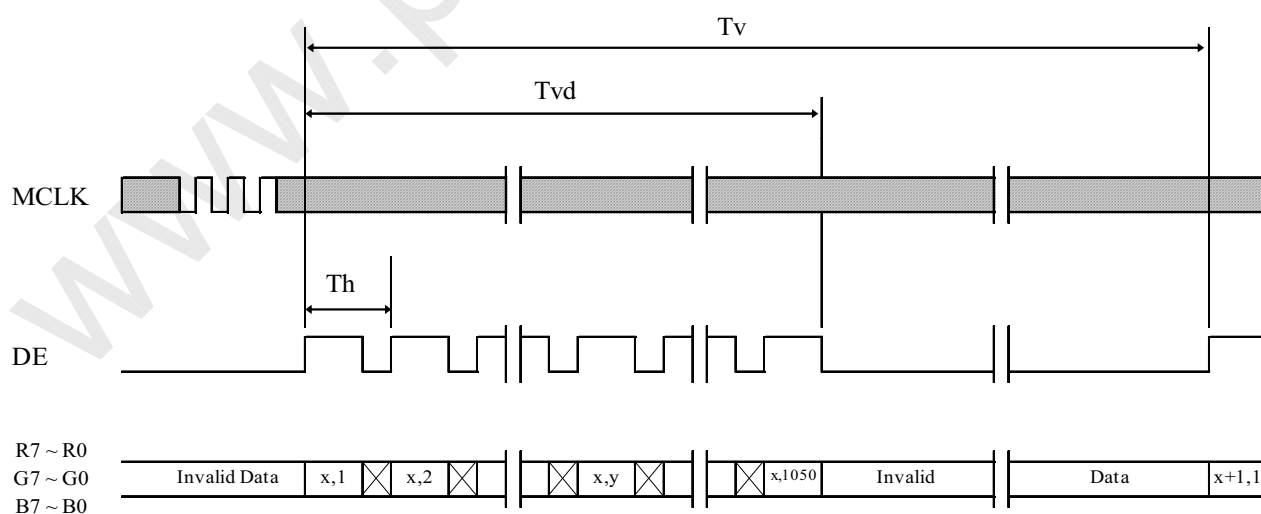 www.p
Tv
Tvd
MCLK
Th
DE
R7 ~ R0
G7 ~ G0
B7 ~ B0
Invalid Data x,1 x,2 x,y x,1050 Invalid Data x+1,1